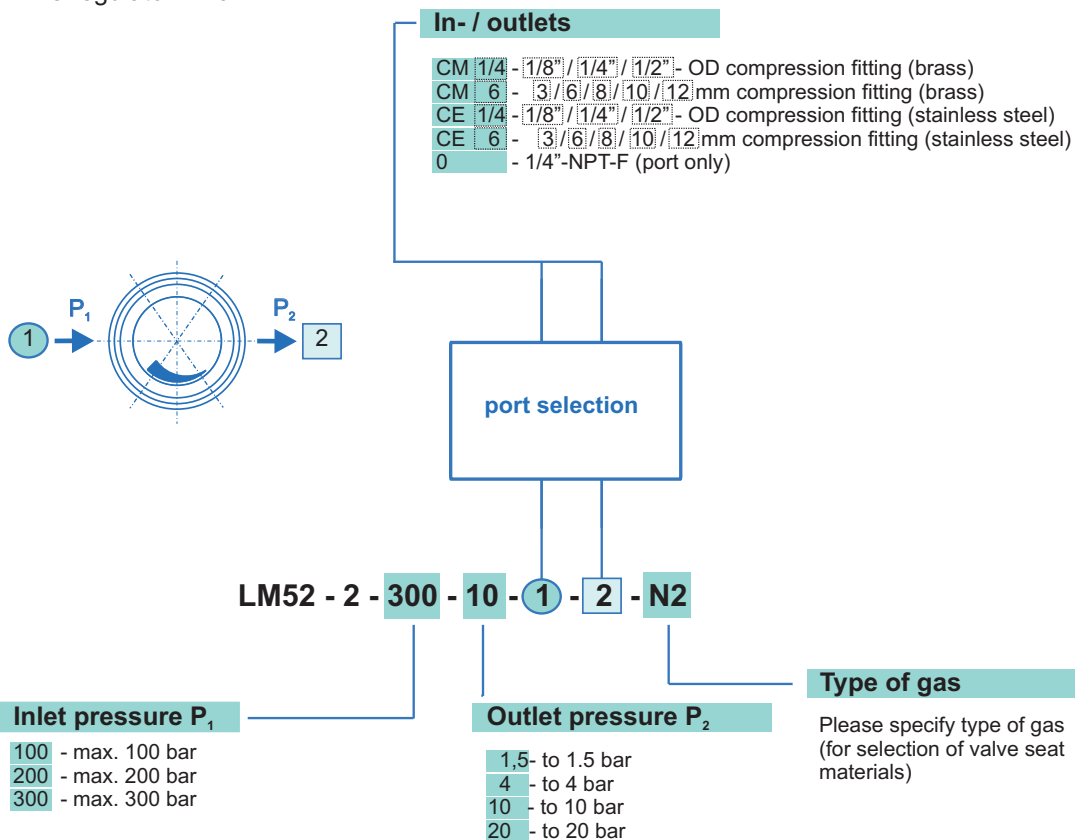 In- / outlets
CM 1/4 - 1/8” / 1/4” / 1/2” - OD compression fitting (brass)
CM 6 - 3 / 6 / 8 / 10 / 12 mm compression fitting (brass)
CE 1/4 - 1/8” / 1/4” / 1/2” - OD compression fitting (stainless steel)
CE 6 - 3 / 6 / 8 / 10 / 12 mm compression fitting (stainless steel)
0 - 1/4”-NPT-F (port only)
P1 P2
1 2
port selection
LM52 - 2 - 300 - 10 - 1 - 2 - N2
Inlet pressure P1
100 - max. 100 bar
200 - max. 200 bar
300 - max. 300 bar
Outlet pressure P2
1,5- to 1.5 bar
4 - to 4 bar
10 - to 10 bar
20 - to 20 bar
Type of gas
Please specify type of gas
(for selection of valve seat
materials)